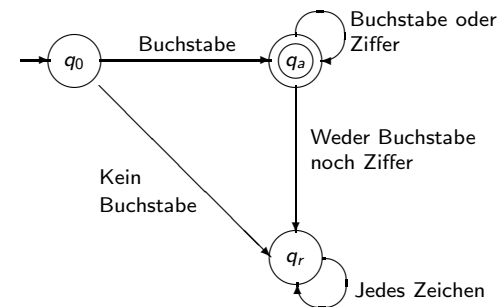 Buchstabe oder
Ziffer
Buchstabe
q0
qa
Weder Buchstabe
noch Ziffer
Kein
Buchstabe
qr
Jedes Zeichen